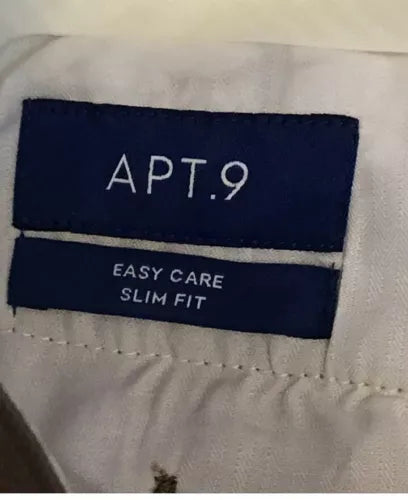 APT.9
EASY CARE
SLIM FIT